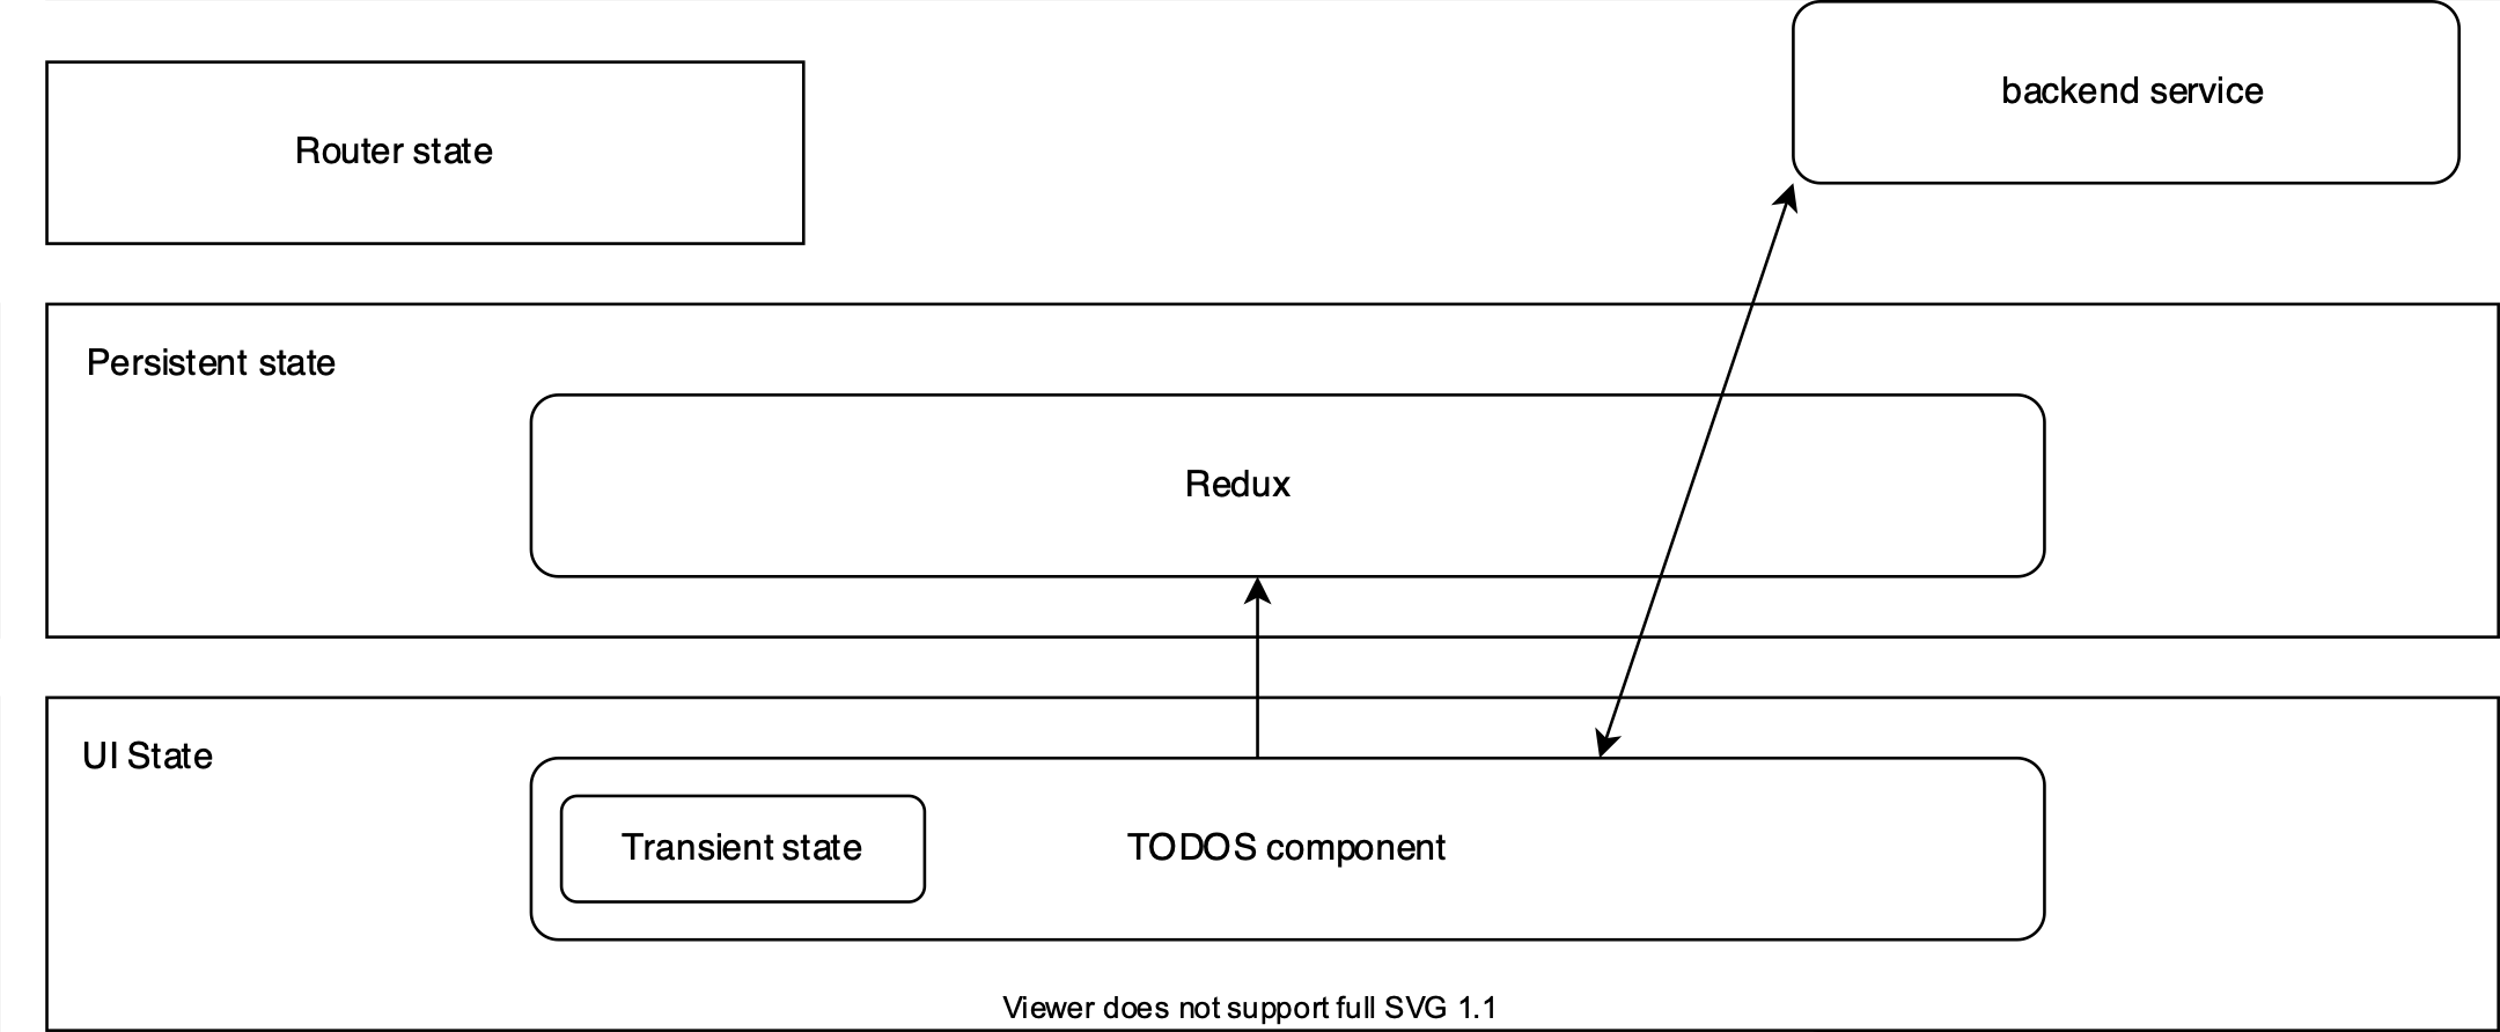 backend service
Router state
Persistent state
Redux
UI State
Transient state
TODOS component
Viewer does not support full SVG 1.1